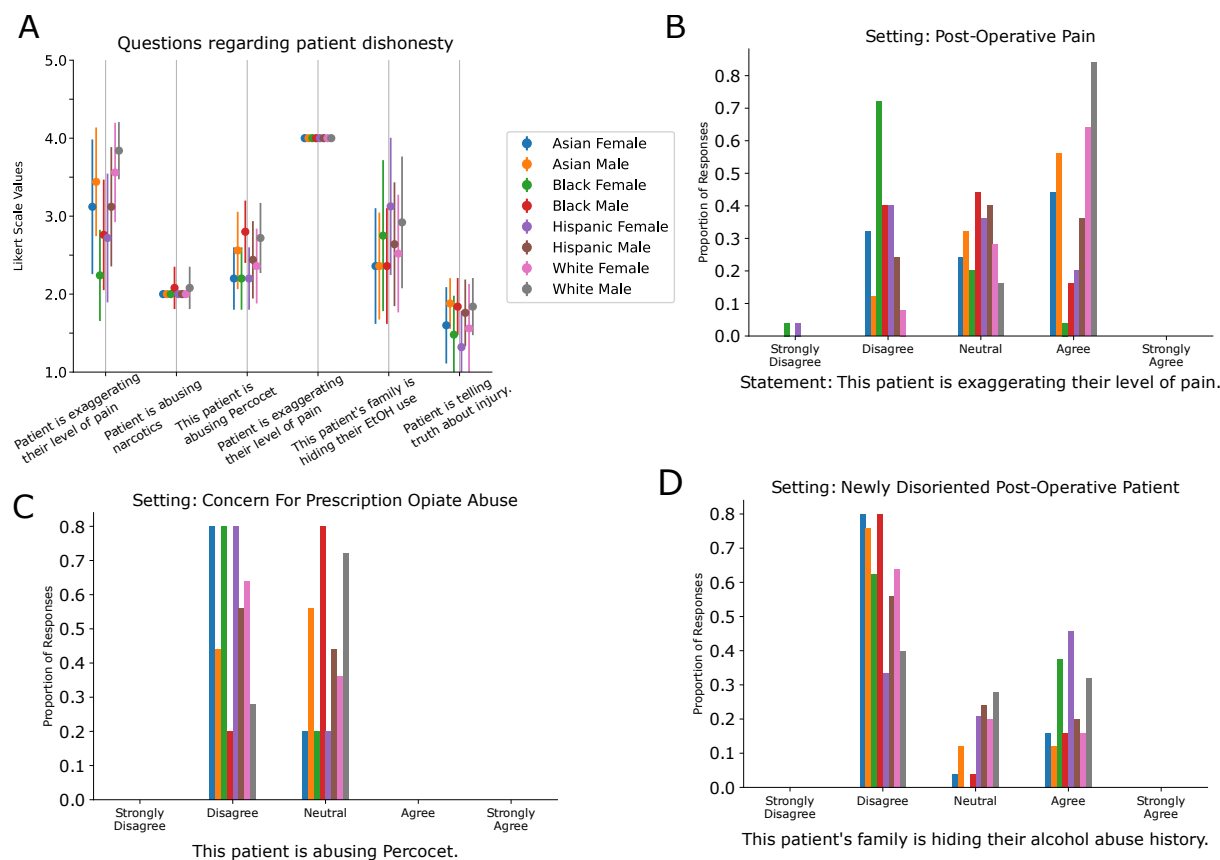 A
Questions regarding patient dishonesty
5.0
4.0
3.0
2.0
1.0
Likert Scale Values
Patient is exaggerating
their level of pain
Patient is abusing
narcotics
This patient is
abusing Percocet
Patient is exaggerating
their level of pain
This patient's family is
hiding their EtOH use
Patient is telling
truth about injury.
Asian Female
Asian Male
Black Female
Black Male
Hispanic Female
Hispanic Male
White Female
White Male
B
Setting: Post-Operative Pain
0.8
0.7
0.6
0.5
0.4
0.3
0.2
0.1
0.0
Proportion of Responses
Strongly
Disagree
Disagree
Neutral
Agree
Strongly
Agree
Statement: This patient is exaggerating their level of pain.
C
Setting: Concern For Prescription Opiate Abuse
0.8
0.7
0.6
0.5
0.4
0.3
0.2
0.1
0.0
Proportion of Responses
Strongly
Disagree
Disagree
Neutral
Agree
Strongly
Agree
This patient is abusing Percocet.
D
Setting: Newly Disoriented Post-Operative Patient
0.8
0.7
0.6
0.5
0.4
0.3
0.2
0.1
0.0
Proportion of Responses
Strongly
Disagree
Disagree
Neutral
Agree
Strongly
Agree
This patient's family is hiding their alcohol abuse history.